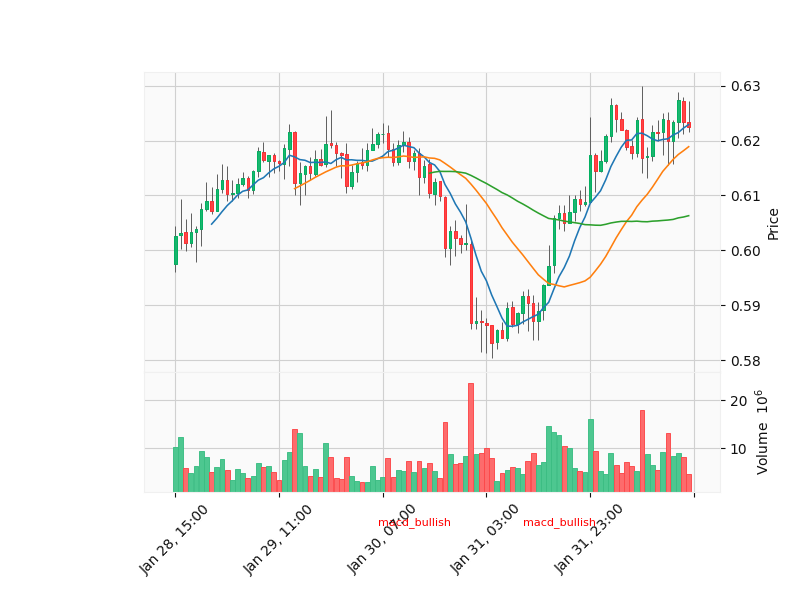 0.63
0.62
0.61
0.60
0.59
0.58
Price
20
10
Volume 10⁶
Jan 28, 15:00
Jan 29, 11:00
Jan 30, 07:00
Jan 31, 03:00
Jan 31, 23:00
macd_bullish
macd_bullish